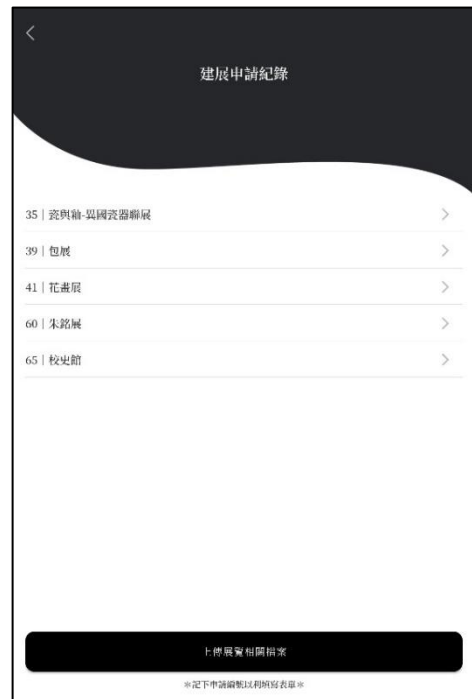 建展申請紀錄
35 | 瓷與釉-異國瓷器聯展
39 | 包展
41 | 花畫展
60 | 朱銘展
65 | 校史館
上傳展覽相關檔案
*記下申請編號以利填寫表單*